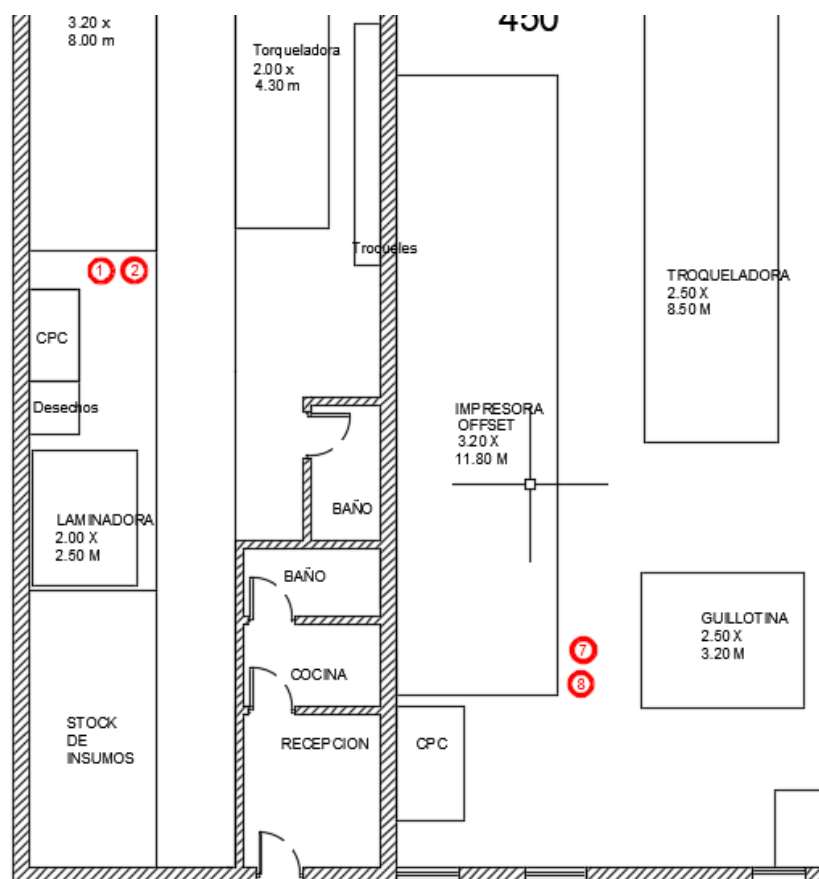 3.20 x
8.00 m
Torqueladora
2.00 x
4.30 m
450
Troqueles
1
2
CPC
Desechos
LAMINADORA
2.00 X
2.50 M
STOCK
DE
INSUMOS
BAÑO
BAÑO
COCINA
RECEPCION
IMPRESORA
OFFSET
3.20 X
11.80 M
TROQUELADORA
2.50 X
8.50 M
7
8
GUILLOTINA
2.50 X
3.20 M
CPC